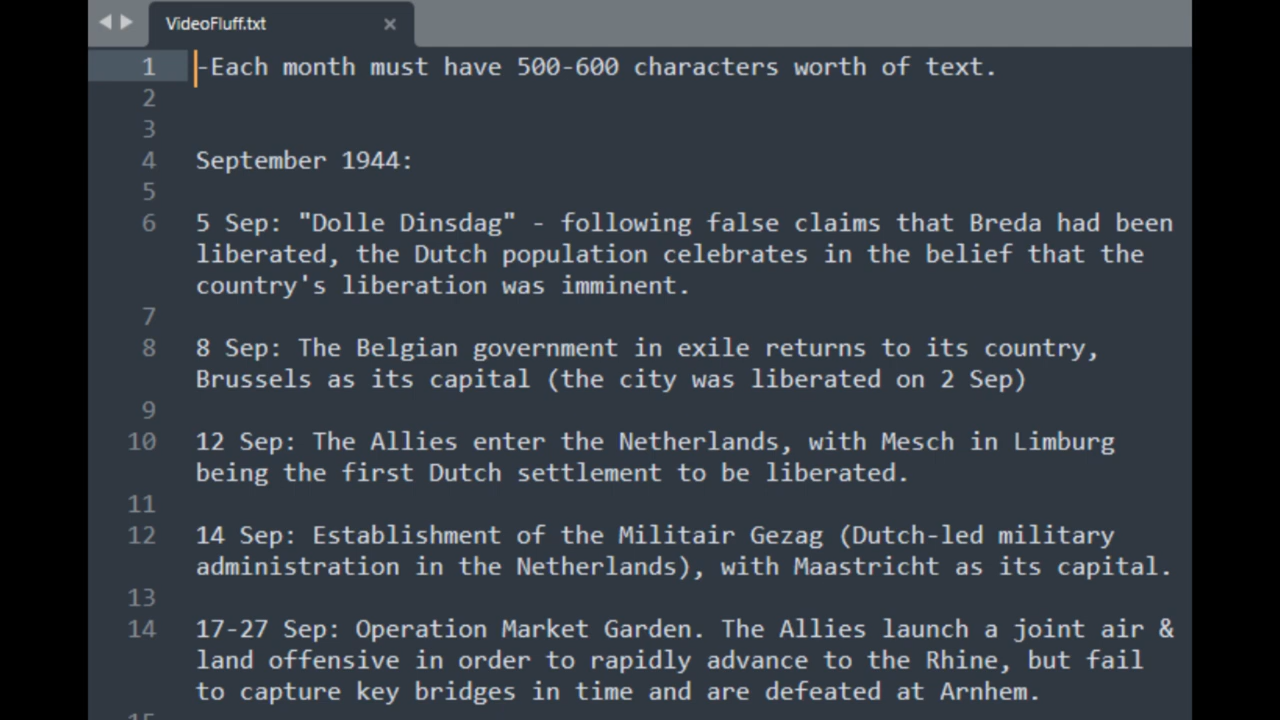 VideoFluff.txt
1 -Each month must have 500-600 characters worth of text.
2
3
4 September 1944:
5
6 5 Sep: "Dolle Dinsdag" - following false claims that Breda had been
liberated, the Dutch population celebrates in the belief that the
country's liberation was imminent.
7
8 8 Sep: The Belgian government in exile returns to its country,
Brussels as its capital (the city was liberated on 2 Sep)
9
10 12 Sep: The Allies enter the Netherlands, with Mesch in Limburg
being the first Dutch settlement to be liberated.
11
12 14 Sep: Establishment of the Militair Gezag (Dutch-led military
administration in the Netherlands), with Maastricht as its capital.
13
14 17-27 Sep: Operation Market Garden. The Allies launch a joint air &
land offensive in order to rapidly advance to the Rhine, but fail
to capture key bridges in time and are defeated at Arnhem.
15